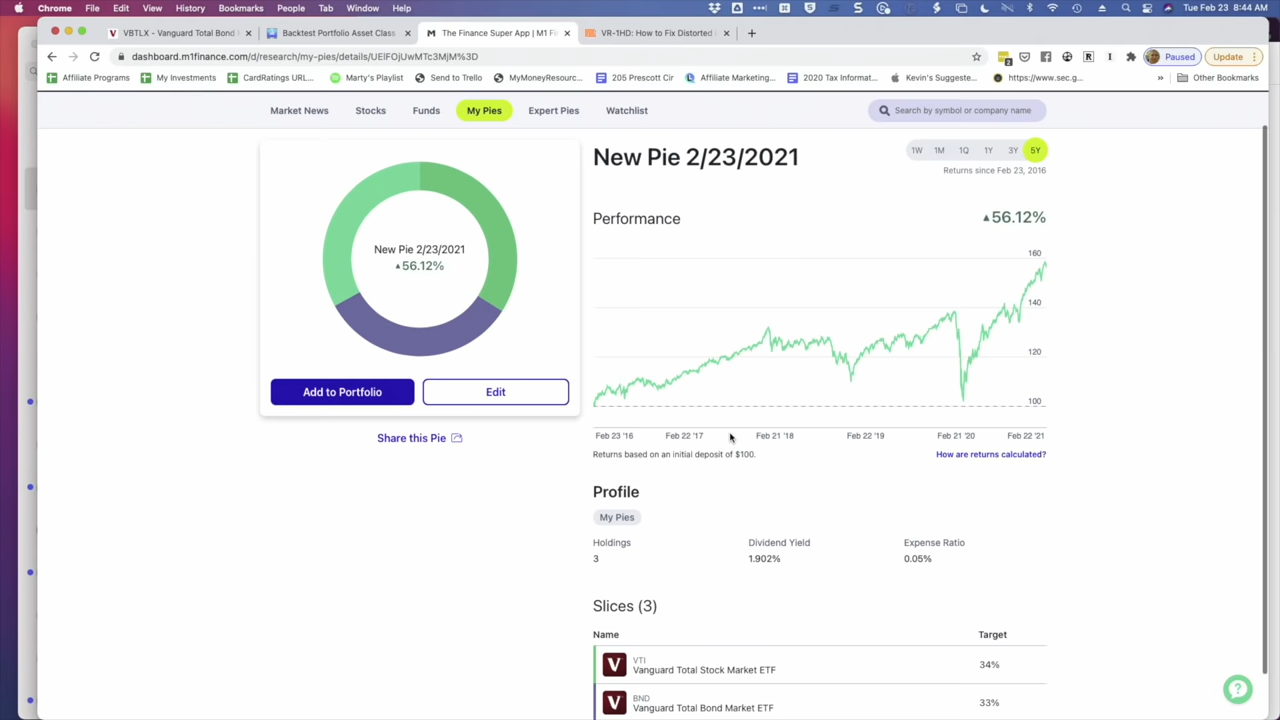 Chrome File Edit View History Bookmarks People Tab Window Help
Tue Feb 23 8:44 AM
VBTLX - Vanguard Total Bond
Backtest Portfolio Asset Class
The Finance Super App | M1 Fi
VR-1HD: How to Fix Distorted
dashboard.m1finance.com/d/research/my-pies/details/UElFOjUwMTc3MjM%3D
Paused
Update
Affiliate Programs
My Investments
CardRatings URL...
Marty's Playlist
Send to Trello
MyMoneyResourc...
205 Prescott Cir
Affiliate Marketing...
2020 Tax Informat...
Kevin's Suggeste...
https://www.sec.g...
Other Bookmarks
Market News
Stocks
Funds
My Pies
Expert Pies
Watchlist
Search by symbol or company name
New Pie 2/23/2021
▲56.12%
Add to Portfolio
Edit
Share this Pie
New Pie 2/23/2021
1W 1M 1Q 1Y 3Y 5Y
Returns since Feb 23, 2016
Performance
▲56.12%
160
140
120
100
Feb 23 '16 Feb 22 '17 Feb 21 '18 Feb 22 '19 Feb 21 '20 Feb 22 '21
Returns based on an initial deposit of $100.
How are returns calculated?
Profile
My Pies
Holdings Dividend Yield Expense Ratio
3 1.902% 0.05%
Slices (3)
Name Target
VTI
Vanguard Total Stock Market ETF 34%
BND
Vanguard Total Bond Market ETF 33%